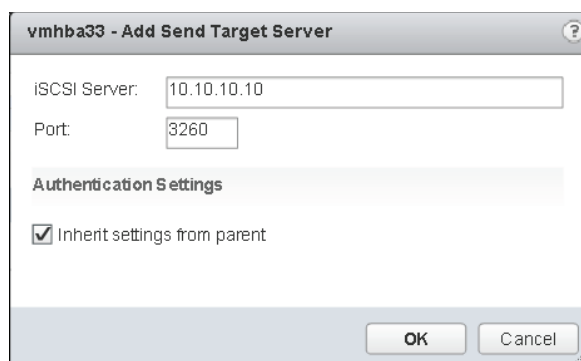 vmhba33 - Add Send Target Server ?
iSCSI Server: 10.10.10.10
Port: 3260
Authentication Settings
Inherit settings from parent
OK Cancel